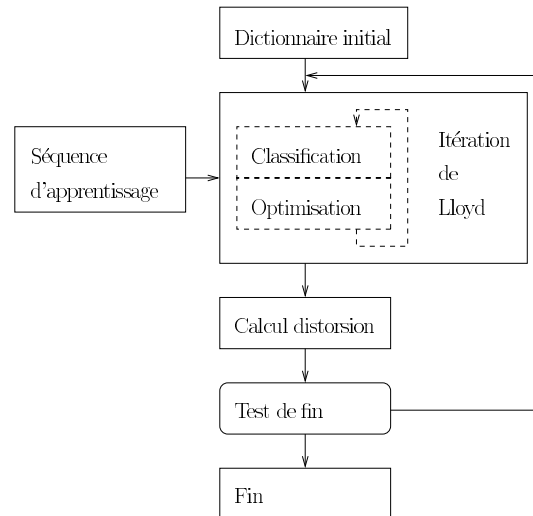 Dictionnaire initial
Séquence
d'apprentissage
Classification
Optimisation
Itération
de
Lloyd
Calcul distorsion
Test de fin
Fin